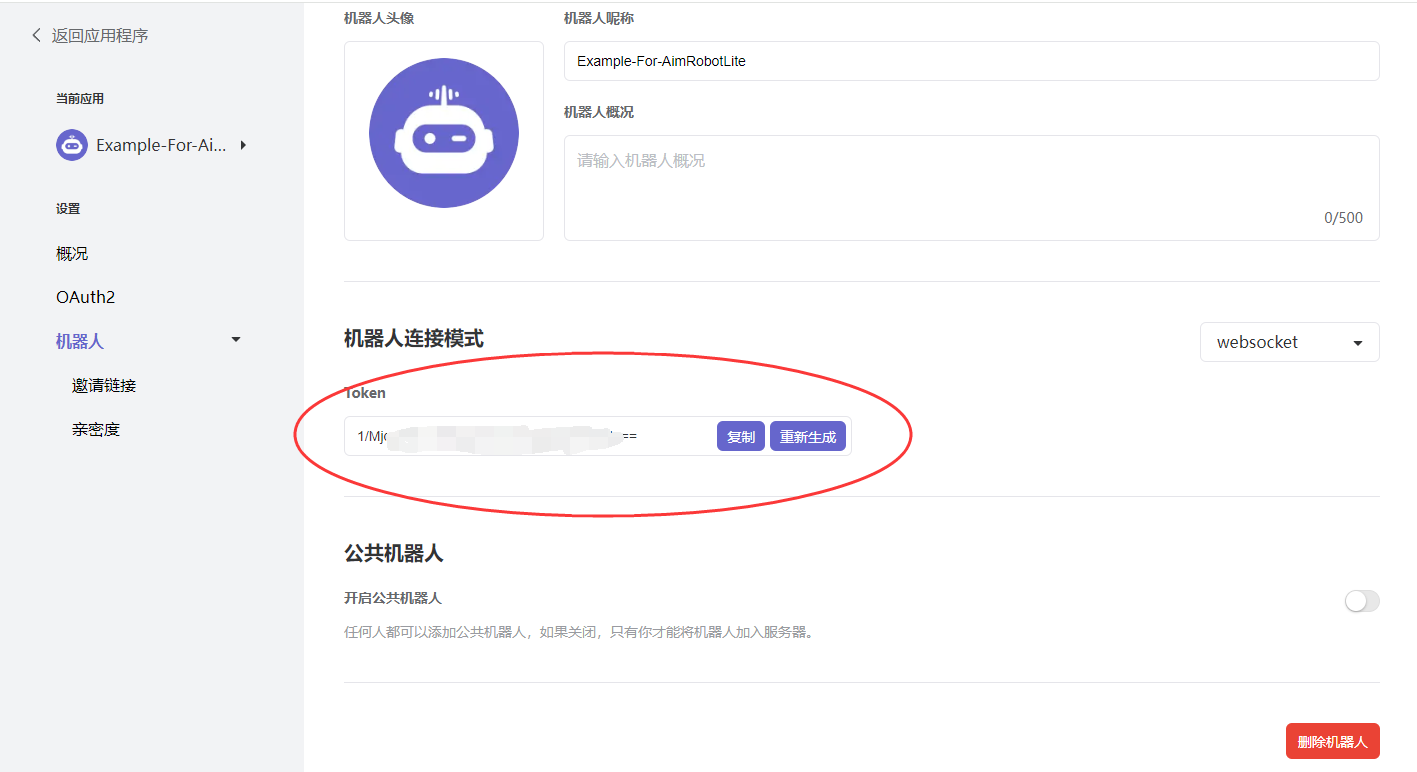 返回应用程序
当前应用
Example-For-Ai...
设置
概况
OAuth2
机器人
邀请链接
亲密度
机器人头像
机器人昵称
Example-For-AimRobotLite
机器人概况
请输入机器人概况
0/500
机器人连接模式
websocket
Token
1/Mj
==
复制
重新生成
公共机器人
开启公共机器人
任何人都可以添加公共机器人，如果关闭，只有你才能将机器人加入服务器。
删除机器人